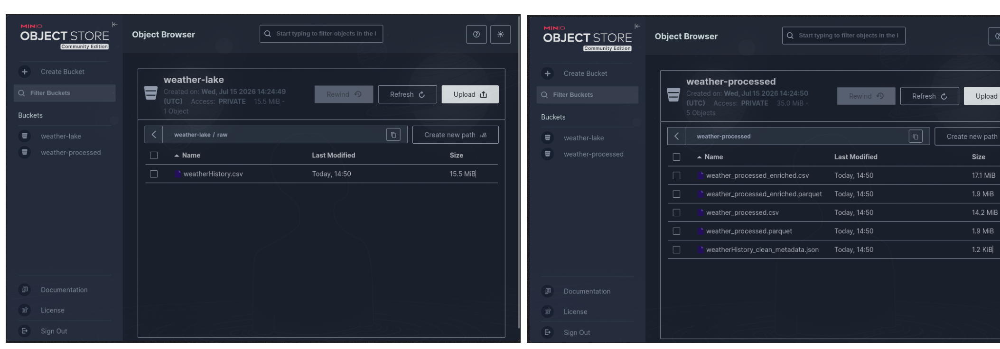 MINIO
OBJECT STORE
Community Edition
Create Bucket
Filter Buckets
Buckets
weather-lake
weather-processed
Documentation
License
Sign Out
Object Browser
Start typing to filter objects in the l
weather-lake
Created on: Wed, Jul 15 2026 14:24:49
(UTC) Access: PRIVATE 15.5 MiB -
1 Object
Rewind
Refresh
Upload
weather-lake / raw
Create new path
Name Last Modified Size
weatherHistory.csv Today, 14:50 15.5 MiB
MINIO
OBJECT STORE
Community Edition
Create Bucket
Filter Buckets
Buckets
weather-lake
weather-processed
Documentation
License
Sign Out
Object Browser
Start typing to filter objects in the l
weather-processed
Created on: Wed, Jul 15 2026 14:24:50
(UTC) Access: PRIVATE 35.0 MiB -
5 Objects
Rewind
Refresh
Upload
weather-processed
Create new path
Name Last Modified Size
weather_processed_enriched.csv Today, 14:50 17.1 MiB
weather_processed_enriched.parquet Today, 14:50 1.9 MiB
weather_processed.csv Today, 14:50 14.2 MiB
weather_processed.parquet Today, 14:50 1.9 MiB
weatherHistory_clean_metadata.json Today, 14:50 1.2 KiB